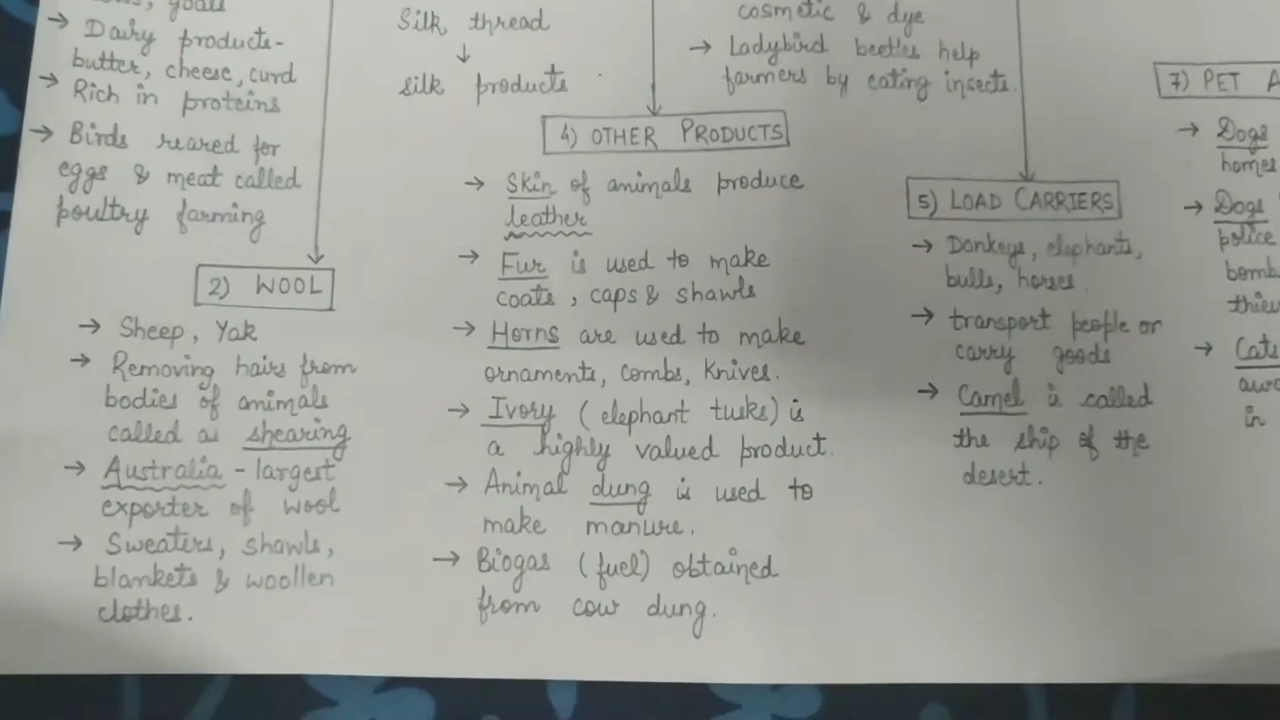 goats
→ Dairy products-
butter, cheese, curd
→ Rich in proteins
→ Birds reared for
eggs & meat called
poultry farming
2) WOOL
→ Sheep, Yak
→ Removing hairs from
bodies of animals
called as shearing
→ Australia - largest
exporter of wool
→ Sweaters, shawls,
blankets & woollen
clothes.
Silk thread
↓
silk products
4) OTHER PRODUCTS
→ Skin of animals produce
leather
→ Fur is used to make
coats, caps & shawls
→ Horns are used to make
ornaments, combs, Knives.
→ Ivory (elephant tusks) is
a highly valued product.
→ Animal dung is used to
make manure.
→ Biogas (fuel) obtained
from cow dung.
cosmetic & dye
→ Ladybird beetles help
farmers by eating insects.
5) LOAD CARRIERS
→ Donkeys, elephants,
bulls, horses
→ transport people or
carry goods
→ Camel is called
the ship of the
desert.
7) PET A
→ Dogs
homes
→ Dogs
police
bomb
thie
→ Cats
awa
in